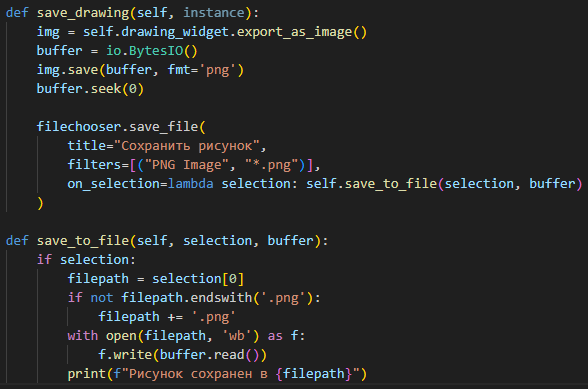 def save_drawing(self, instance):
    img = self.drawing_widget.export_as_image()
    buffer = io.BytesIO()
    img.save(buffer, fmt='png')
    buffer.seek(0)

    filechooser.save_file(
        title="Сохранить рисунок",
        filters=[("PNG Image", "*.png")],
        on_selection=lambda selection: self.save_to_file(selection, buffer)
    )

def save_to_file(self, selection, buffer):
    if selection:
        filepath = selection[0]
        if not filepath.endswith('.png'):
            filepath += '.png'
        with open(filepath, 'wb') as f:
            f.write(buffer.read())
        print(f"Рисунок сохранен в {filepath}")